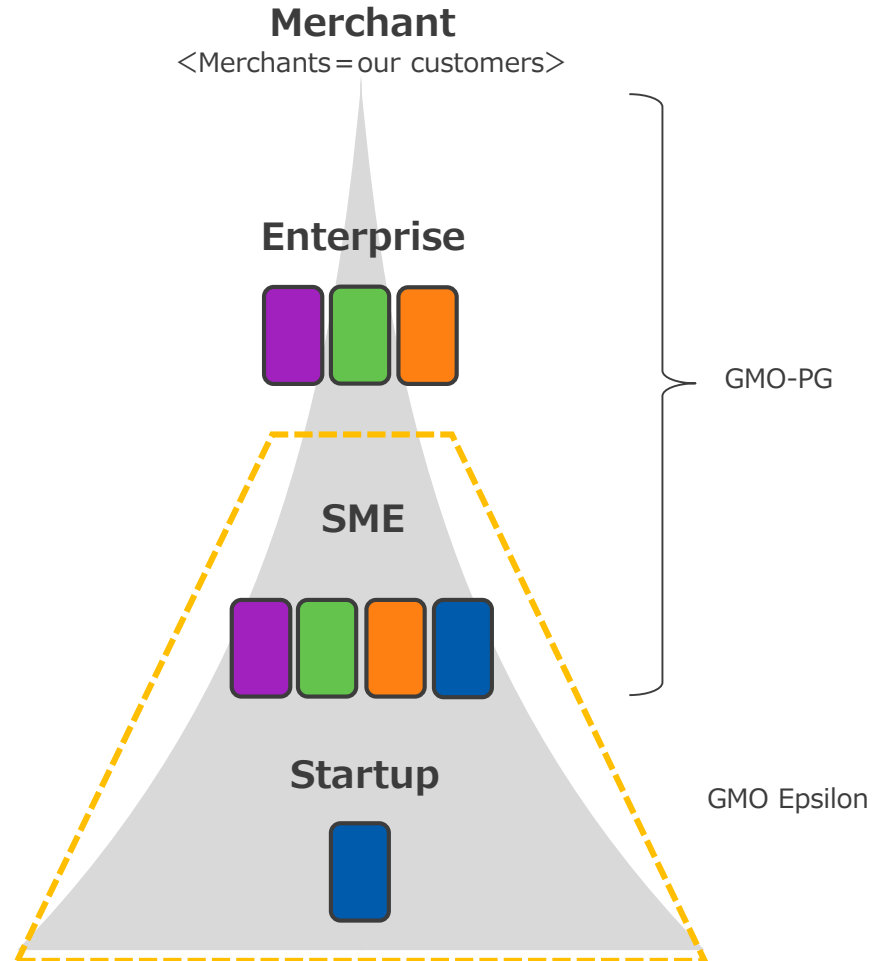 Merchant
＜Merchants＝our customers＞
Enterprise
GMO-PG
SME
Startup
GMO Epsilon